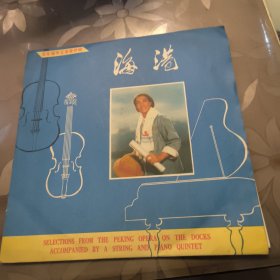 海港
SELECTIONS FROM THE PEKING OPERA ON THE DOCKS
ACCOMPANIED BY A STRING AND PIANO QUINTET